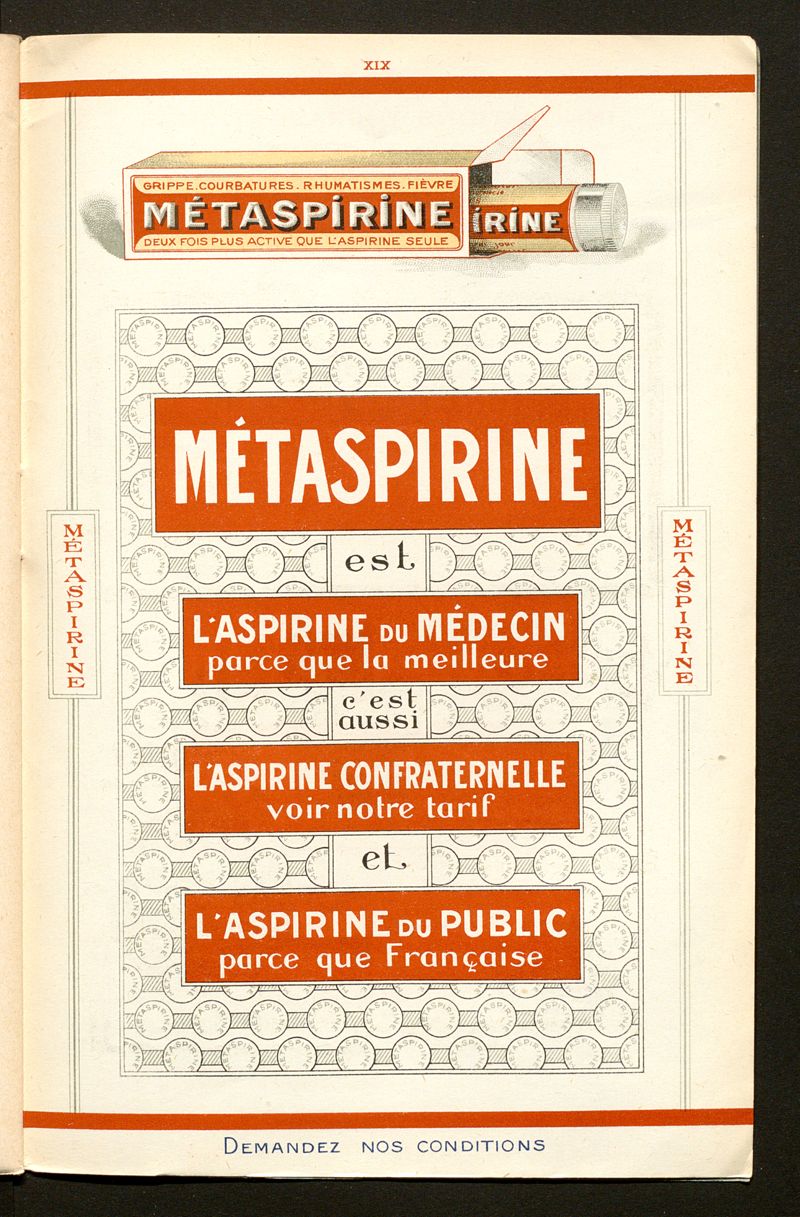 XIX
GRIPPE.COURBATURES.RHUMATISMES.FIÈVRE
MÉTASPIRINE
DEUX FOIS PLUS ACTIVE QUE L'ASPIRINE SEULE
IRINE
MÉTASPIRINE
est
L'ASPIRINE DU MÉDECIN
parce que la meilleure
c'est
aussi
L'ASPIRINE CONFRATERNELLE
voir notre tarif
et
L'ASPIRINE DU PUBLIC
parce que Française
MÉTASPIRINE
MÉTASPIRINE
DEMANDEZ NOS CONDITIONS